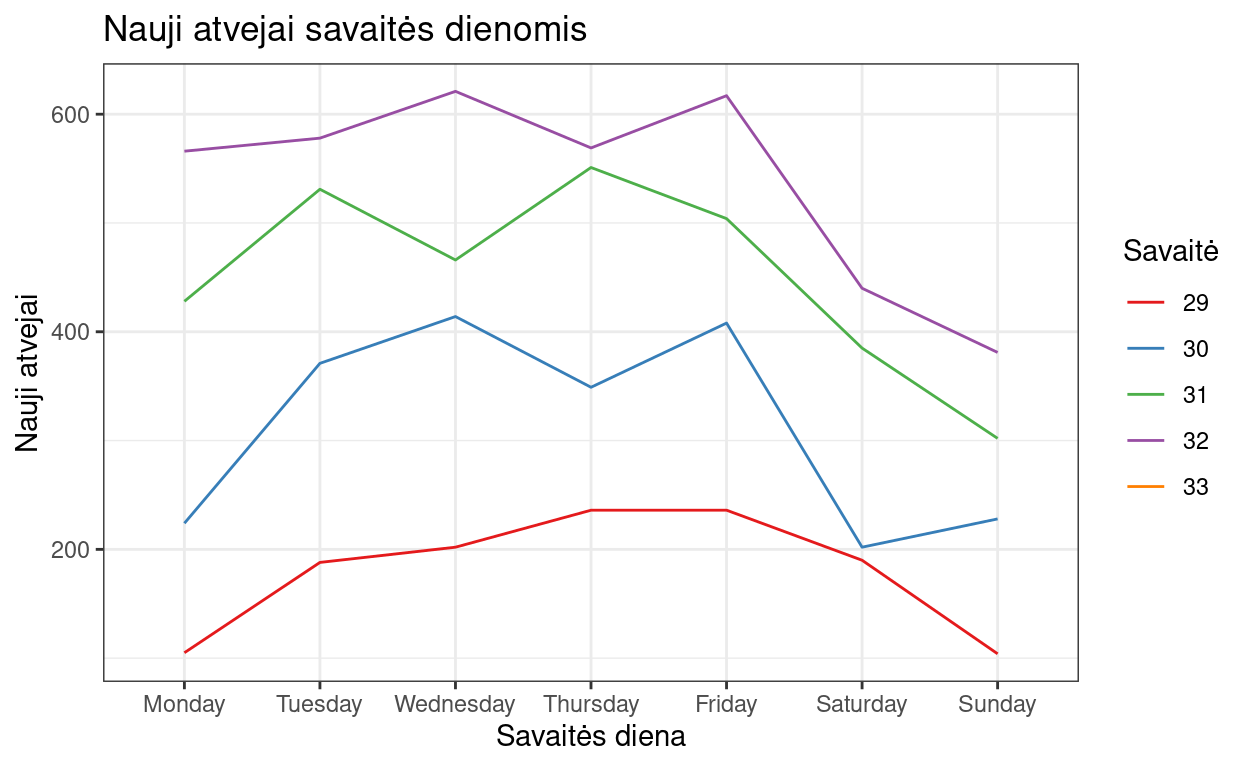 Nauji atvejai savaitės dienomis
Nauji atvejai
600
400
200
Monday Tuesday Wednesday Thursday Friday Saturday Sunday
Savaitės diena
Savaitė
29
30
31
32
33